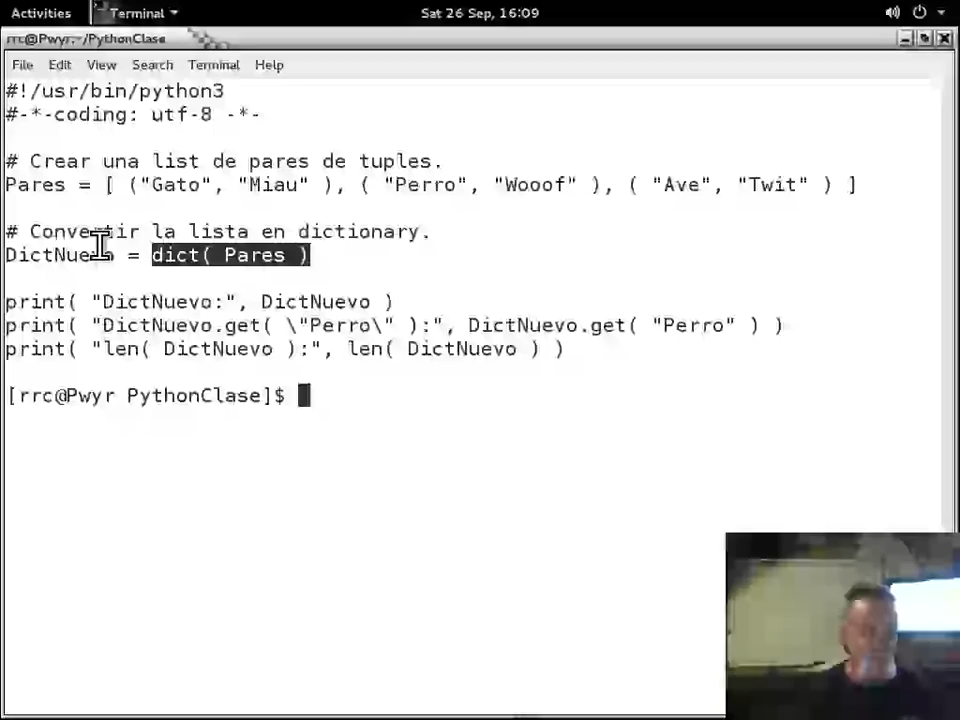 Activities Terminal Sat 26 Sep, 16:09
rrc@Pwyr:~/PythonClase
File Edit View Search Terminal Help
#!/usr/bin/python3
#-*-coding: utf-8 -*-
# Crear una list de pares de tuples.
Pares = [ ("Gato", "Miau" ), ( "Perro", "Wooof" ), ( "Ave", "Twit" ) ]
# Convertir la lista en dictionary.
DictNuevo = dict( Pares )
print( "DictNuevo:", DictNuevo )
print( "DictNuevo.get( \"Perro\" ):", DictNuevo.get( "Perro" ) )
print( "len( DictNuevo ):", len( DictNuevo ) )
[rrc@Pwyr PythonClase]$